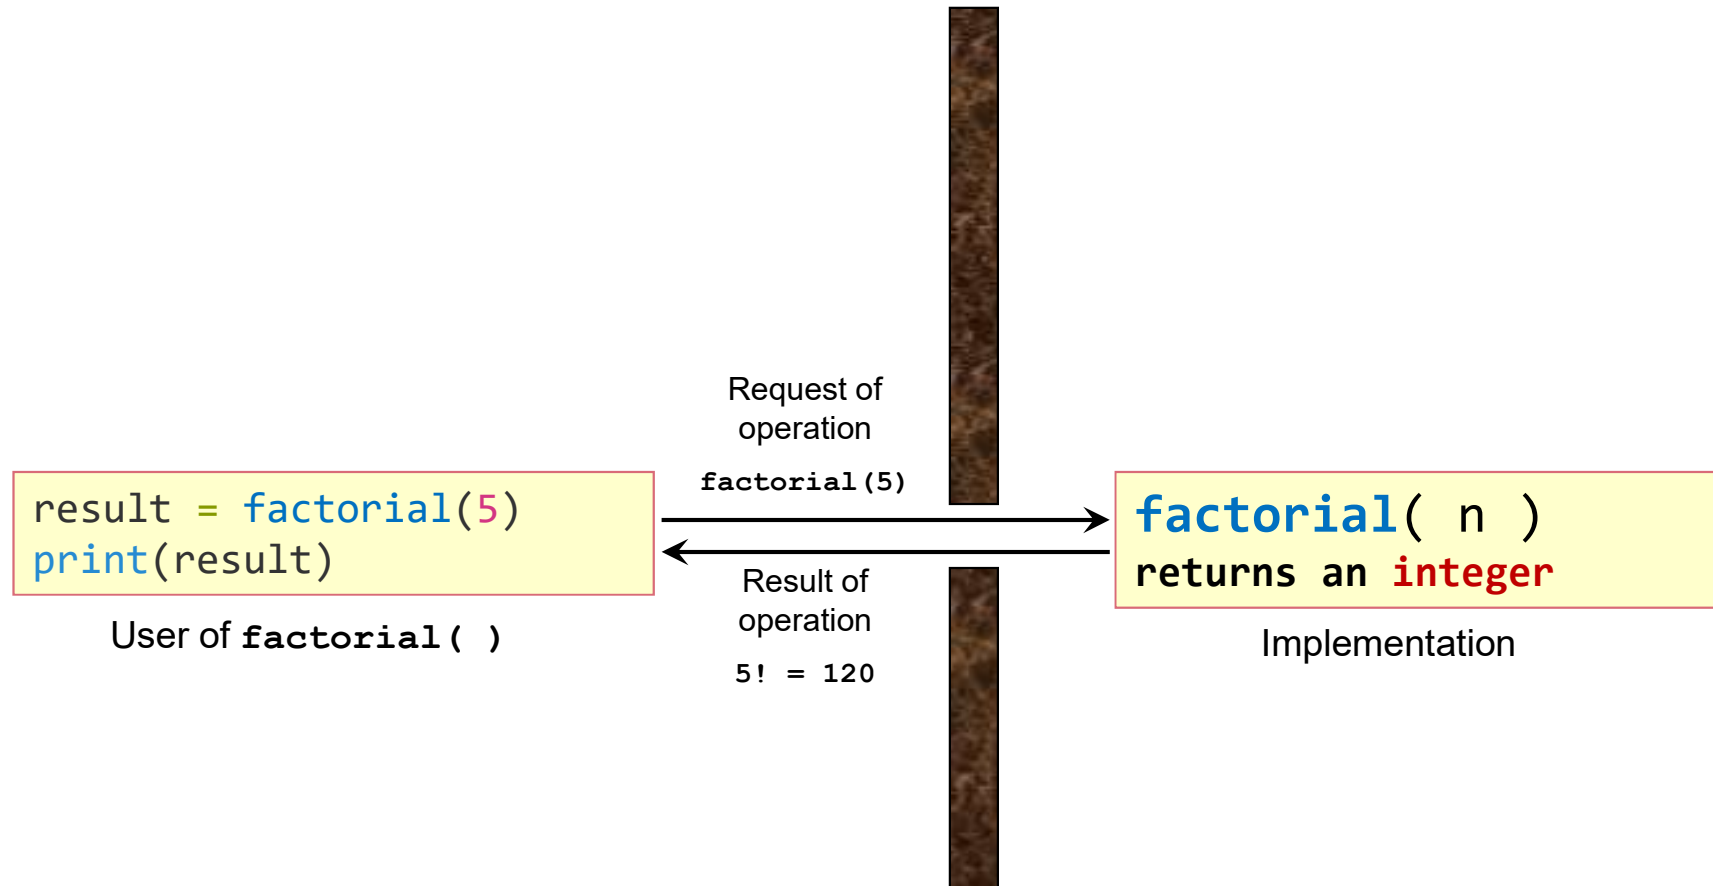 result = factorial(5)
print(result)
User of factorial( )
Request of
operation
factorial(5)
Result of
operation
5! = 120
factorial( n )
returns an integer
Implementation